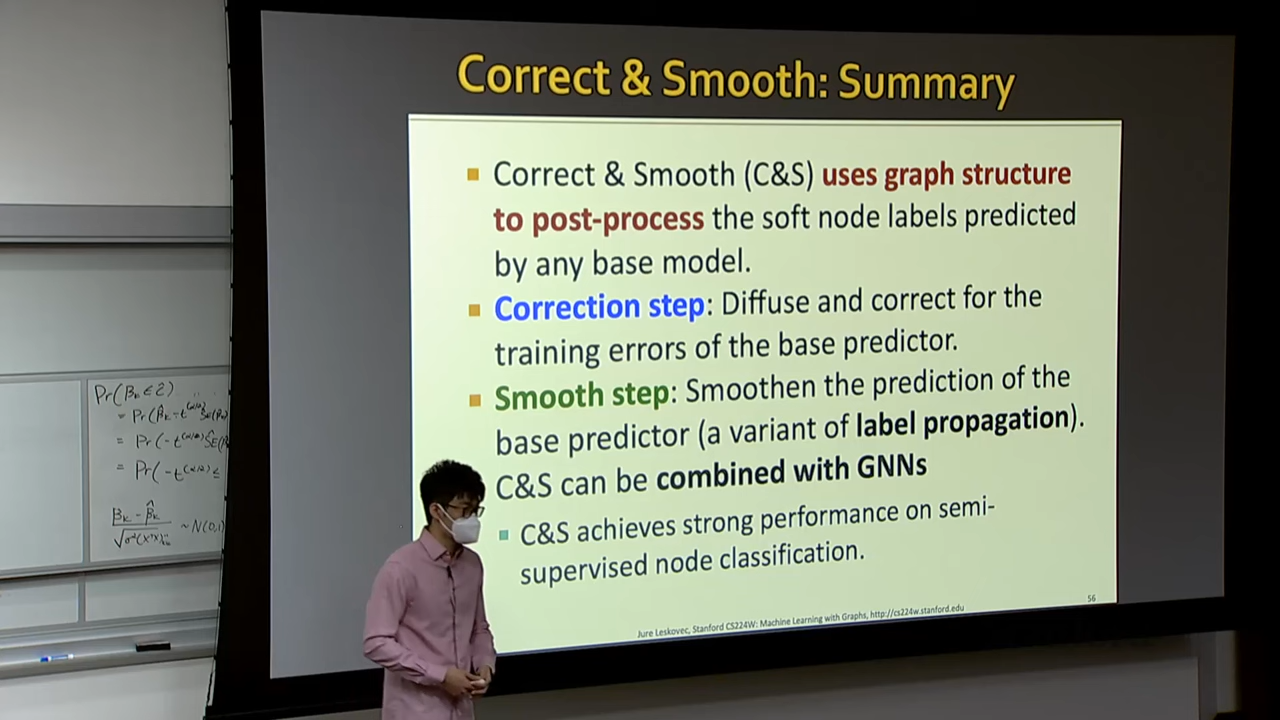 Correct & Smooth: Summary
Correct & Smooth (C&S) uses graph structure
to post-process the soft node labels predicted
by any base model.
Correction step: Diffuse and correct for the
training errors of the base predictor.
Smooth step: Smoothen the prediction of the
base predictor (a variant of label propagation).
C&S can be combined with GNNs
C&S achieves strong performance on semi-
supervised node classification.
56
Jure Leskovec, Stanford CS224W: Machine Learning with Graphs, http://cs224w.stanford.edu
Pr(
= Pr(
= Pr(-t
= Pr(-t
~N(0,1